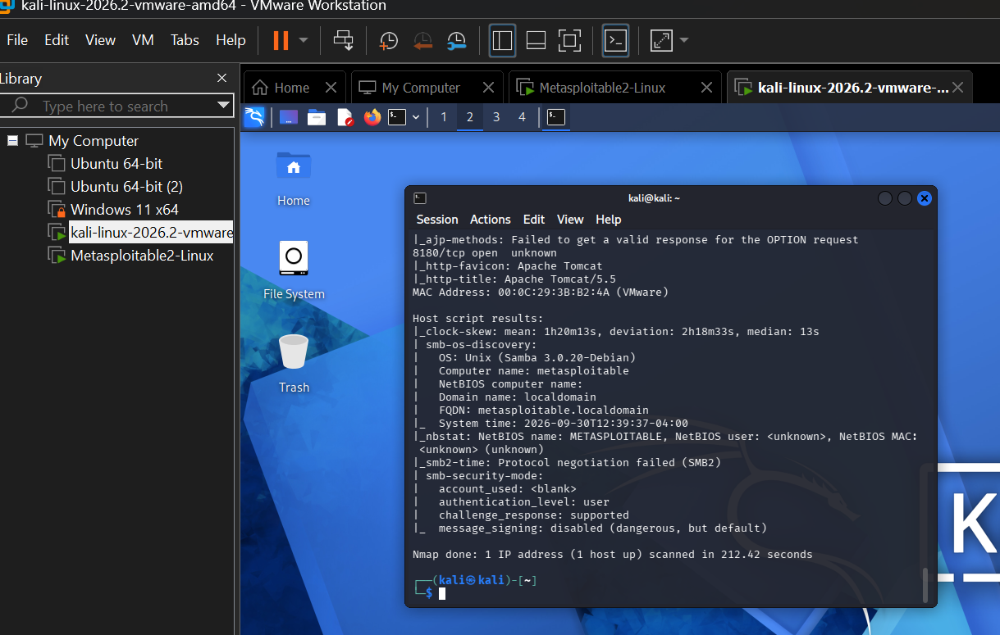 kali-linux-2026.2-vmware-amd64 - VMware Workstation
File Edit View VM Tabs Help
Library
Type here to search
My Computer
Ubuntu 64-bit
Ubuntu 64-bit (2)
Windows 11 x64
kali-linux-2026.2-vmware
Metasploitable2-Linux
Home My Computer Metasploitable2-Linux kali-linux-2026.2-vmware-...
1 2 3 4
Home
File System
Trash
kali@kali: ~
Session Actions Edit View Help
|_ajp-methods: Failed to get a valid response for the OPTION request
8180/tcp open  unknown
|_http-favicon: Apache Tomcat
|_http-title: Apache Tomcat/5.5
MAC Address: 00:0C:29:3B:B2:4A (VMware)
Host script results:
|_clock-skew: mean: 1h20m13s, deviation: 2h18m33s, median: 13s
| smb-os-discovery:
|   OS: Unix (Samba 3.0.20-Debian)
|   Computer name: metasploitable
|   NetBIOS computer name:
|   Domain name: localdomain
|   FQDN: metasploitable.localdomain
|_  System time: 2026-09-30T12:39:37-04:00
|_nbstat: NetBIOS name: METASPLOITABLE, NetBIOS user: <unknown>, NetBIOS MAC:
<unknown> (unknown)
|_smb2-time: Protocol negotiation failed (SMB2)
| smb-security-mode:
|   account_used: <blank>
|   authentication_level: user
|   challenge_response: supported
|_  message_signing: disabled (dangerous, but default)
Nmap done: 1 IP address (1 host up) scanned in 212.42 seconds
┌──(kali㉿kali)-[~]
└─$
K